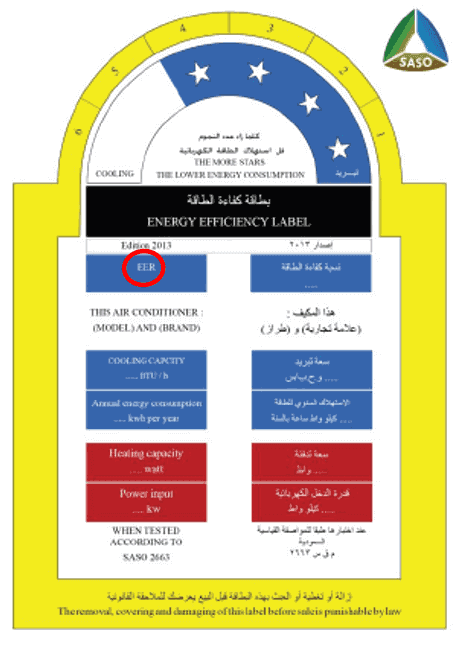 SASO
6 5 4 3 2 1
كلما زاد عدد النجوم
قل استهلاك الطاقة الكهربائية
THE MORE STARS
THE LOWER ENERGY CONSUMPTION
COOLING
تبريد
بطاقة كفاءة الطاقة
ENERGY EFFICIENCY LABEL
Edition 2013
إصدار ٢٠١٣
EER
نسبة كفاءة الطاقة
.....
THIS AIR CONDITIONER :
(MODEL) AND (BRAND)
هذا المكيف :
(علامة تجارية) و (طراز)
COOLING CAPCITY
..... BTU / h
سعة تبريد
..... و.ح.ب/س
Annual energy consumption
..... kwh per year
الاستهلاك السنوي للطاقة
..... كيلو واط ساعة بالسنة
Heating capacity
.... watt
سعة تدفئة
.... واط
Power input
.... kw
قدرة الدخل الكهربائية
..... كيلو واط
WHEN TESTED
ACCORDING TO
SASO 2663
عند اختبارها طبقا للمواصفة القياسية
السعودية
م ق س ٢٦٦٣
إزالة أو تغطية أو العبث بهذه البطاقة قبل البيع يعرضك للملاحقة القانونية
The removal, covering and damaging of this label before sale is punishable by law